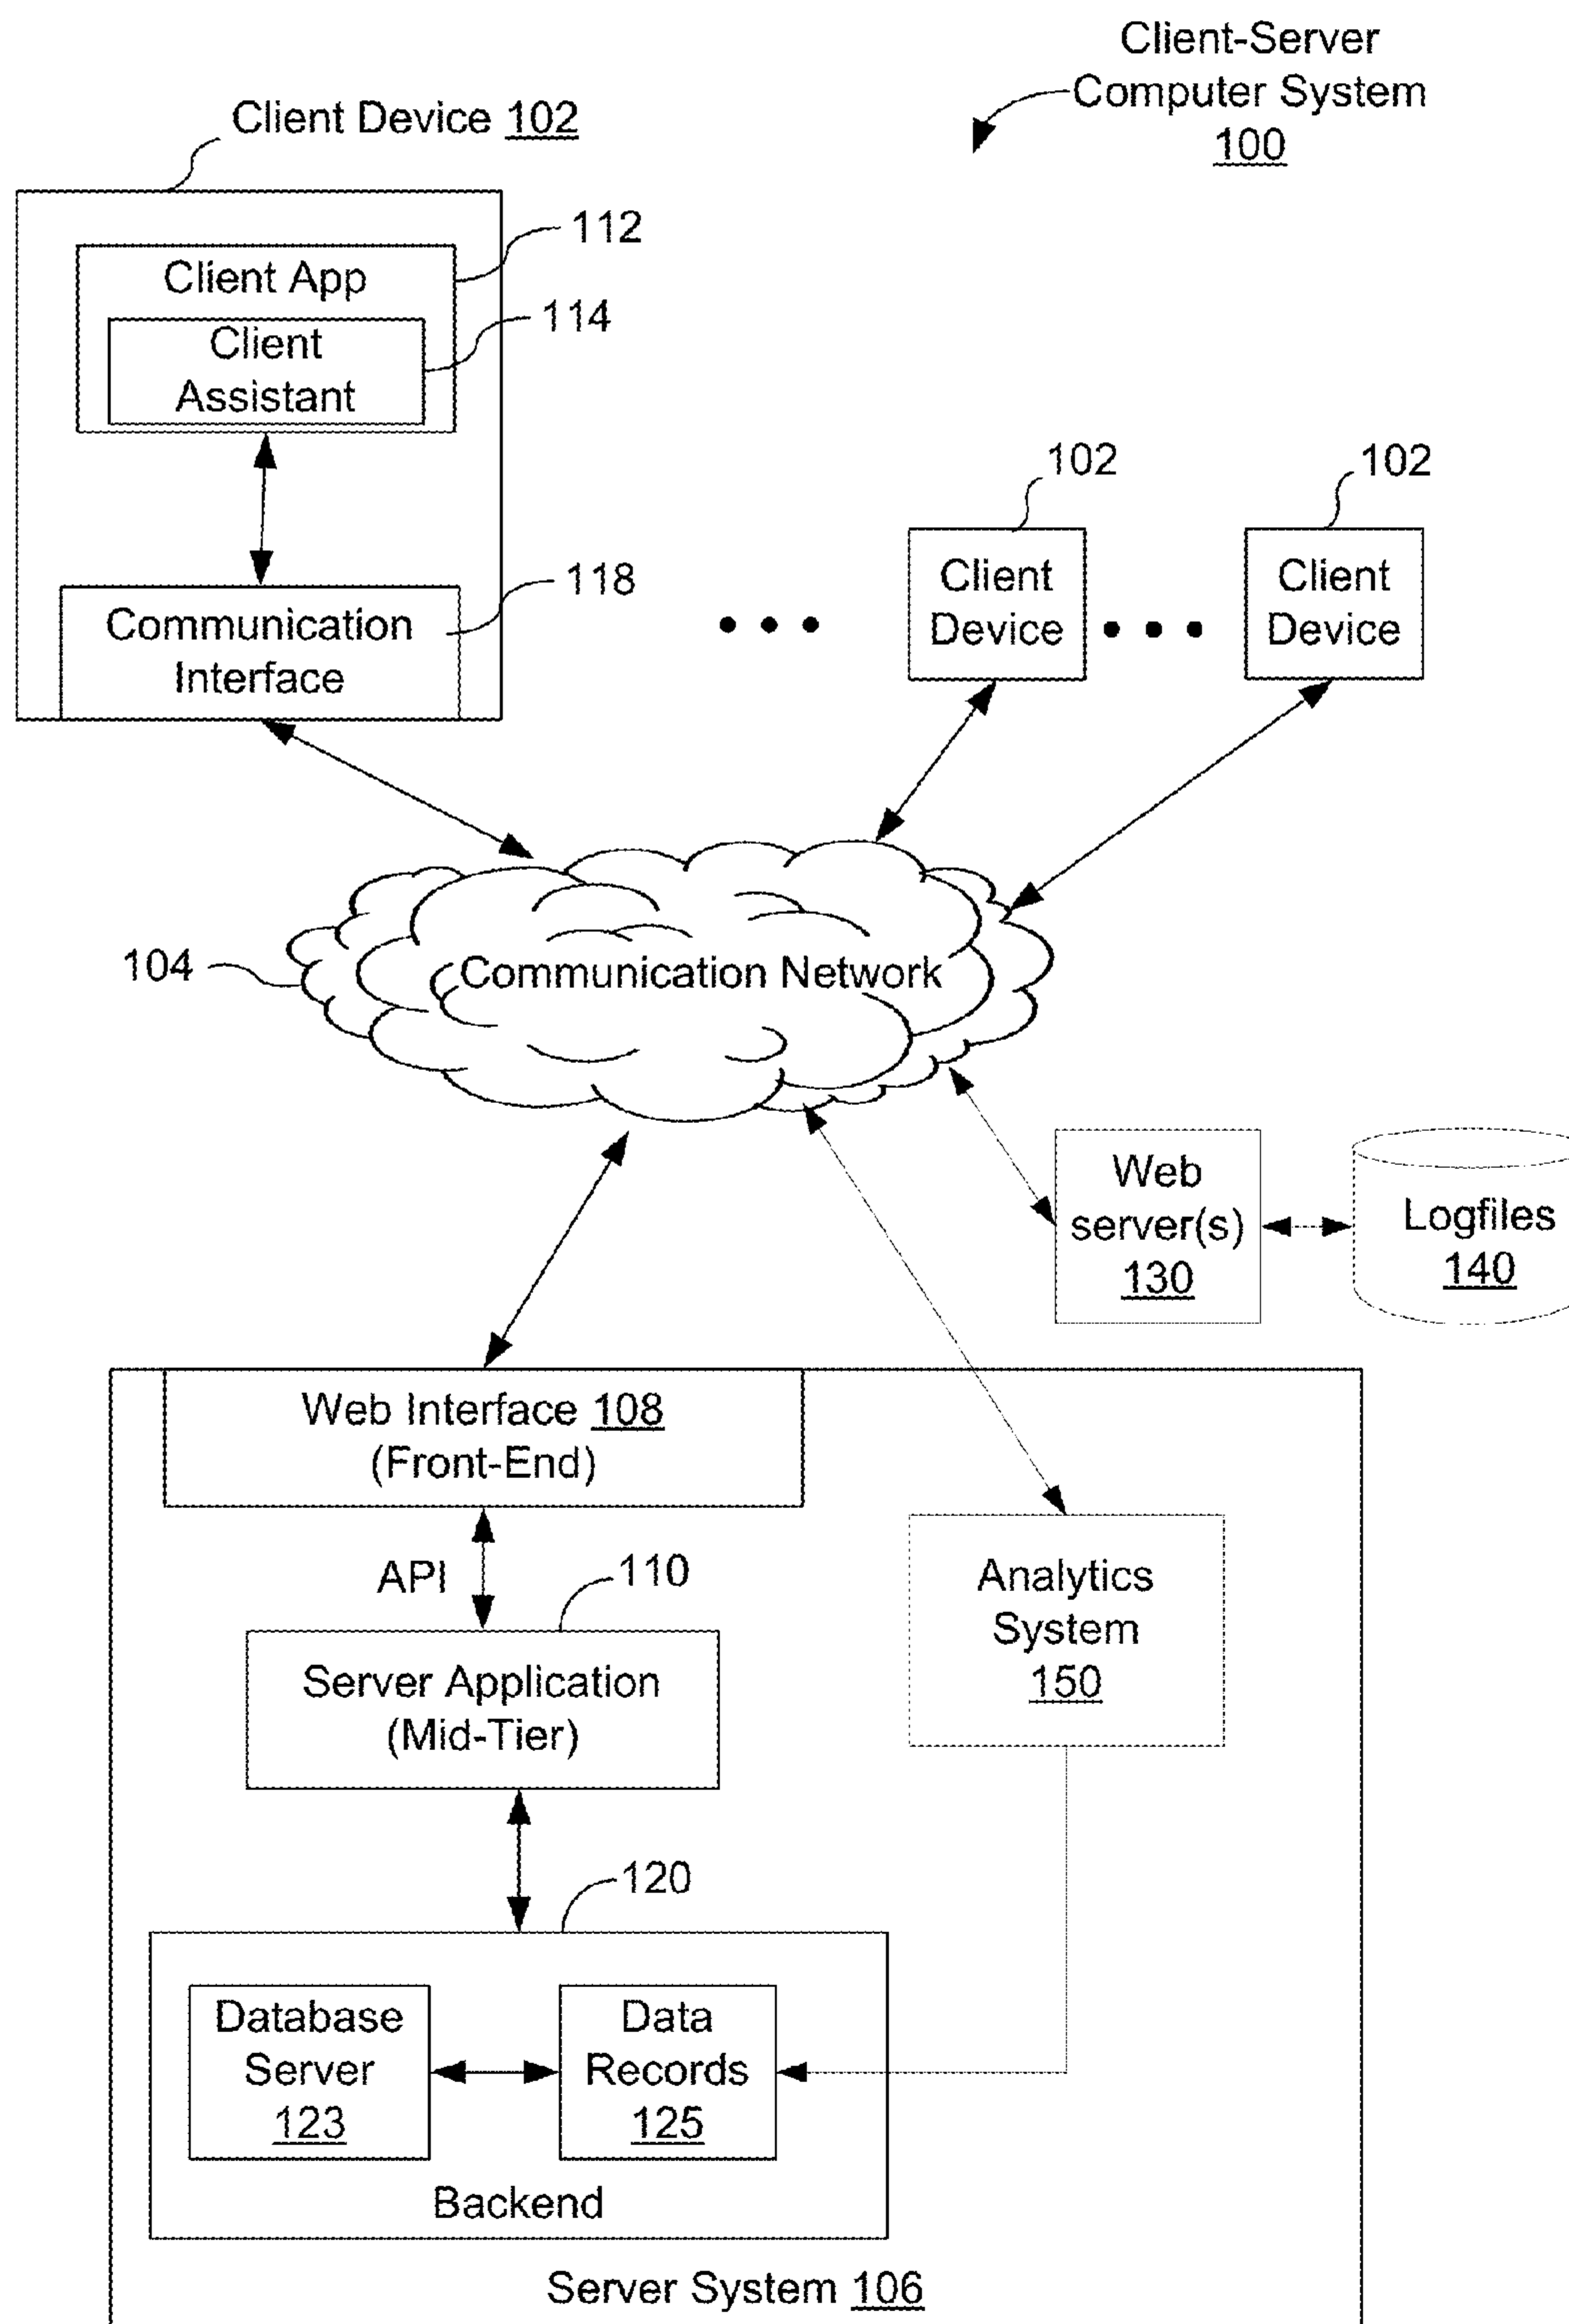 Client-Server
Computer System
100
Client Device 102
112
Client App
114
Client
Assistant
102
102
118
Client
Device
Client
Device
Communication
Interface
• • •
• • •
104
Communication Network
Web
server(s)
130
Logfiles
140
Web Interface 108
(Front-End)
API
110
Server Application
(Mid-Tier)
Analytics
System
150
120
Database
Server
123
Data
Records
125
Backend
Server System 106